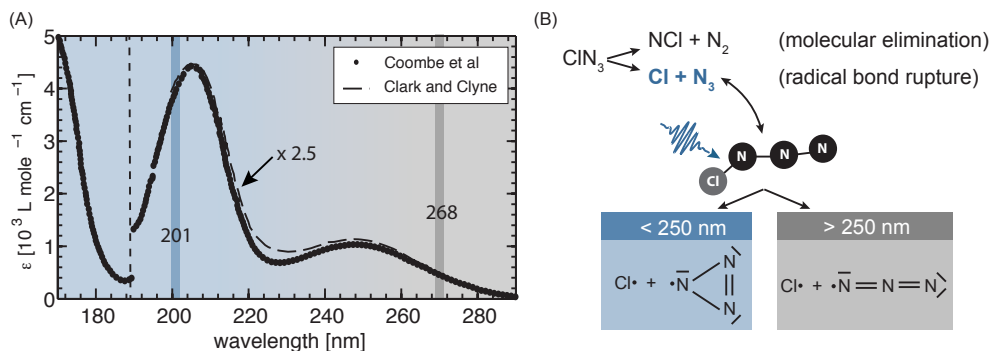 (A)
5
4
3
2
1
0
ε [10³ L mole ⁻¹ cm⁻¹]
Coombe et al
Clark and Clyne
x 2.5
201
268
180 200 220 240 260 280
wavelength [nm]
(B)
ClN₃
NCl + N₂ (molecular elimination)
Cl + N₃ (radical bond rupture)
N N N
Cl
< 250 nm
Cl• + •N N N
> 250 nm
Cl• + •N = N = N